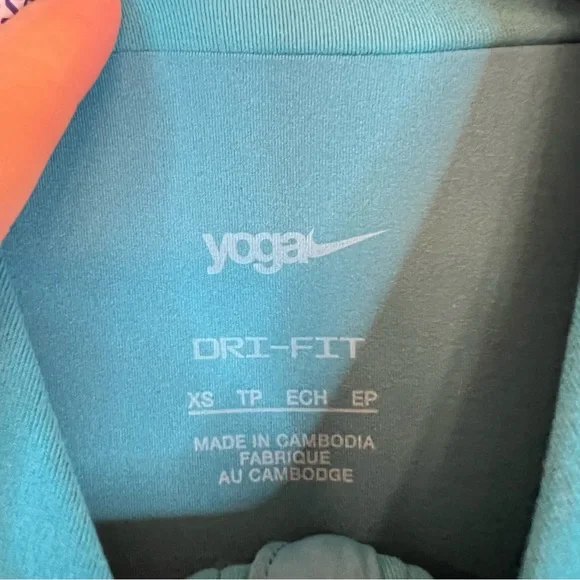 yoga
DRI-FIT
XS TP ECH EP
MADE IN CAMBODIA
FABRIQUE
AU CAMBODGE